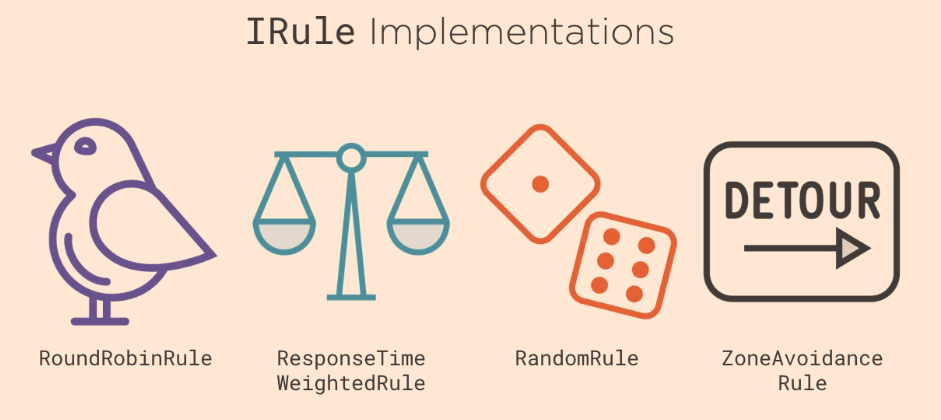 IRule Implementations
DETOUR
RoundRobinRule
ResponseTime
WeightedRule
RandomRule
ZoneAvoidance
Rule